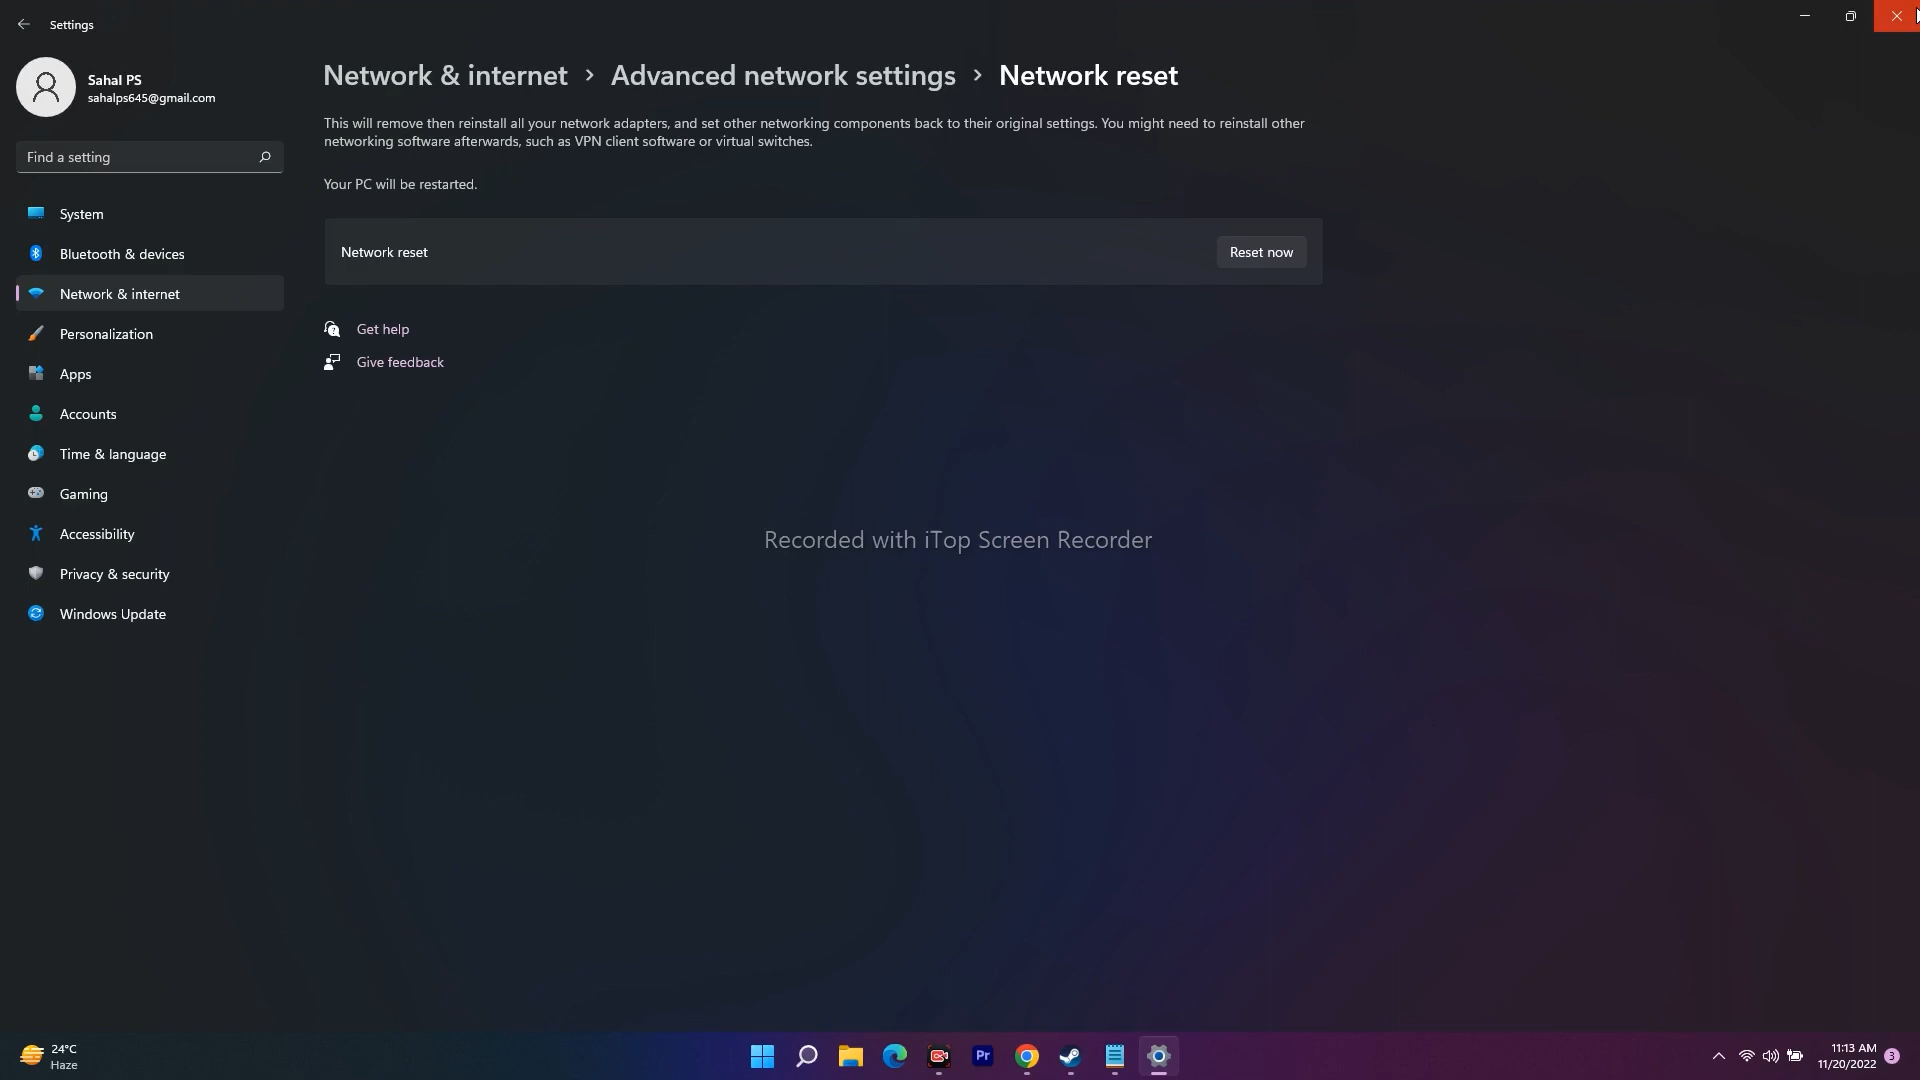 Settings
Sahal PS
sahalps645@gmail.com
Find a setting
System
Bluetooth & devices
Network & internet
Personalization
Apps
Accounts
Time & language
Gaming
Accessibility
Privacy & security
Windows Update
Network & internet > Advanced network settings > Network reset
This will remove then reinstall all your network adapters, and set other networking components back to their original settings. You might need to reinstall other
networking software afterwards, such as VPN client software or virtual switches.
Your PC will be restarted.
Network reset Reset now
Get help
Give feedback
Recorded with iTop Screen Recorder
24°C
Haze
Pr
11:13 AM
11/20/2022
3